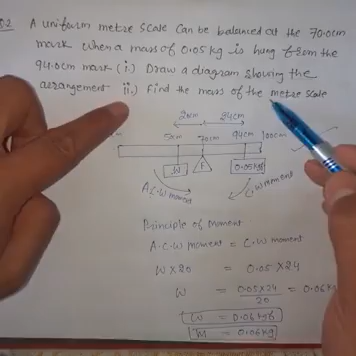 Q.2 A uniform metre Scale Can be balanced at the 70.0cm
mark when a mass of 0.05 kg is hung from the
94.0cm mark (i.) Draw a diagram showing the
arrangement ii.) Find the mass of the metre scale
20cm 24cm
50cm 70cm 94cm 100cm
W F 0.05kgf
A.C.W moment C.W moment
Principle of moment
A.C.W moment = C.W moment
W×20 = 0.05×24
W = 0.05×24 / 20 = 0.06 kg
W = 0.06 kgf
M = 0.06 kg